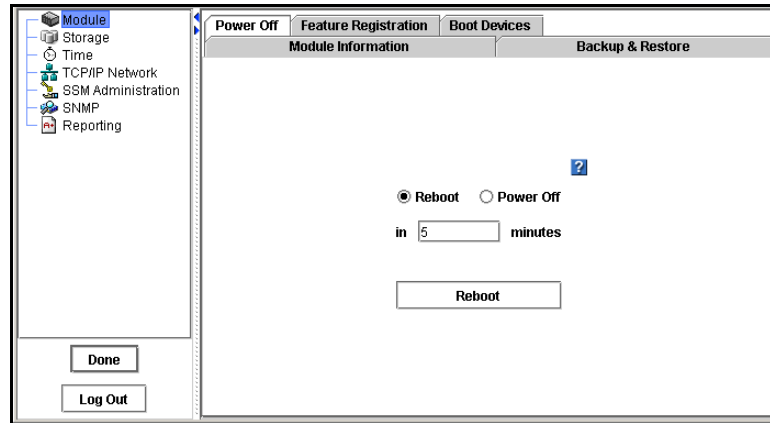 Module
Storage
Time
TCP/IP Network
SSM Administration
SNMP
Reporting
Done
Log Out
Power Off Feature Registration Boot Devices
Module Information Backup & Restore
?
Reboot Power Off
in 5 minutes
Reboot